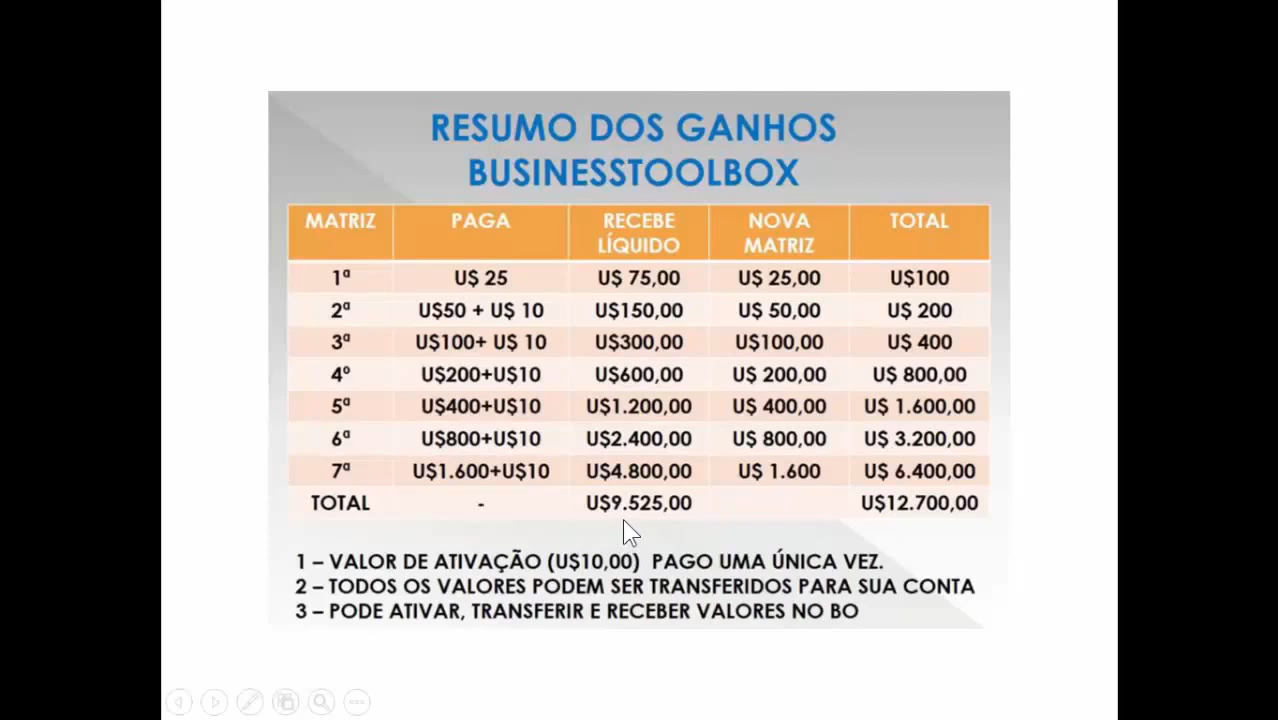 RESUMO DOS GANHOS
BUSINESSTOOLBOX
MATRIZ PAGA RECEBE LÍQUIDO NOVA MATRIZ TOTAL
1ª U$ 25 U$ 75,00 U$ 25,00 U$100
2ª U$50 + U$ 10 U$150,00 U$ 50,00 U$ 200
3ª U$100+ U$ 10 U$300,00 U$100,00 U$ 400
4º U$200+U$10 U$600,00 U$ 200,00 U$ 800,00
5ª U$400+U$10 U$1.200,00 U$ 400,00 U$ 1.600,00
6ª U$800+U$10 U$2.400,00 U$ 800,00 U$ 3.200,00
7ª U$1.600+U$10 U$4.800,00 U$ 1.600 U$ 6.400,00
TOTAL - U$9.525,00 U$12.700,00
1 – VALOR DE ATIVAÇÃO (U$10,00) PAGO UMA ÚNICA VEZ.
2 – TODOS OS VALORES PODEM SER TRANSFERIDOS PARA SUA CONTA
3 – PODE ATIVAR, TRANSFERIR E RECEBER VALORES NO BO